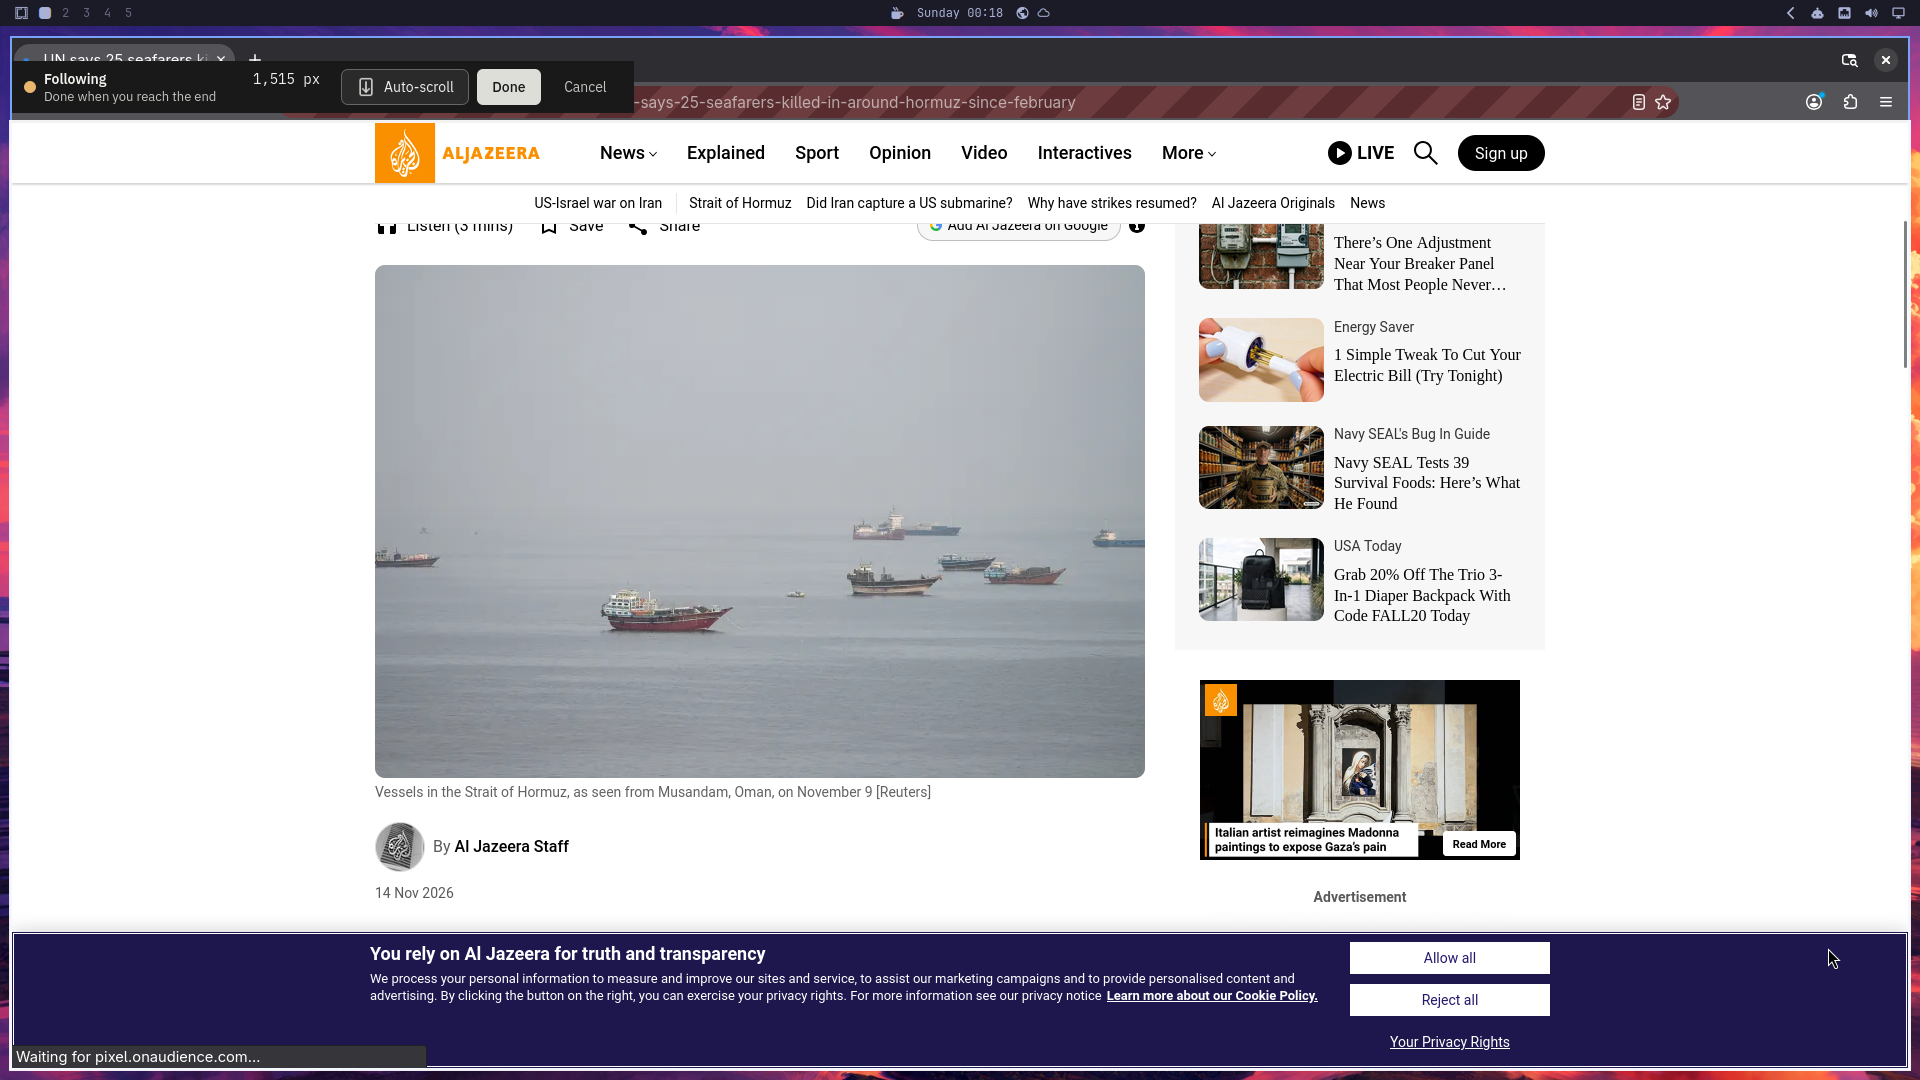 2 3 4 5
Sunday 00:18
UN says 25 seafarers ki
Following
Done when you reach the end
1,515 px
Auto-scroll
Done
Cancel
-says-25-seafarers-killed-in-around-hormuz-since-february
ALJAZEERA
News
Explained
Sport
Opinion
Video
Interactives
More
LIVE
Sign up
US-Israel war on Iran
Strait of Hormuz
Did Iran capture a US submarine?
Why have strikes resumed?
Al Jazeera Originals
News
Listen (3 mins)
Save
Share
Add Al Jazeera on Google
Vessels in the Strait of Hormuz, as seen from Musandam, Oman, on November 9 [Reuters]
By Al Jazeera Staff
14 Nov 2026
There’s One Adjustment
Near Your Breaker Panel
That Most People Never…
Energy Saver
1 Simple Tweak To Cut Your
Electric Bill (Try Tonight)
Navy SEAL's Bug In Guide
Navy SEAL Tests 39
Survival Foods: Here’s What
He Found
USA Today
Grab 20% Off The Trio 3-
In-1 Diaper Backpack With
Code FALL20 Today
Italian artist reimagines Madonna
paintings to expose Gaza’s pain
Read More
Advertisement
You rely on Al Jazeera for truth and transparency
We process your personal information to measure and improve our sites and service, to assist our marketing campaigns and to provide personalised content and
advertising. By clicking the button on the right, you can exercise your privacy rights. For more information see our privacy notice Learn more about our Cookie Policy.
Allow all
Reject all
Your Privacy Rights
Waiting for pixel.onaudience.com…